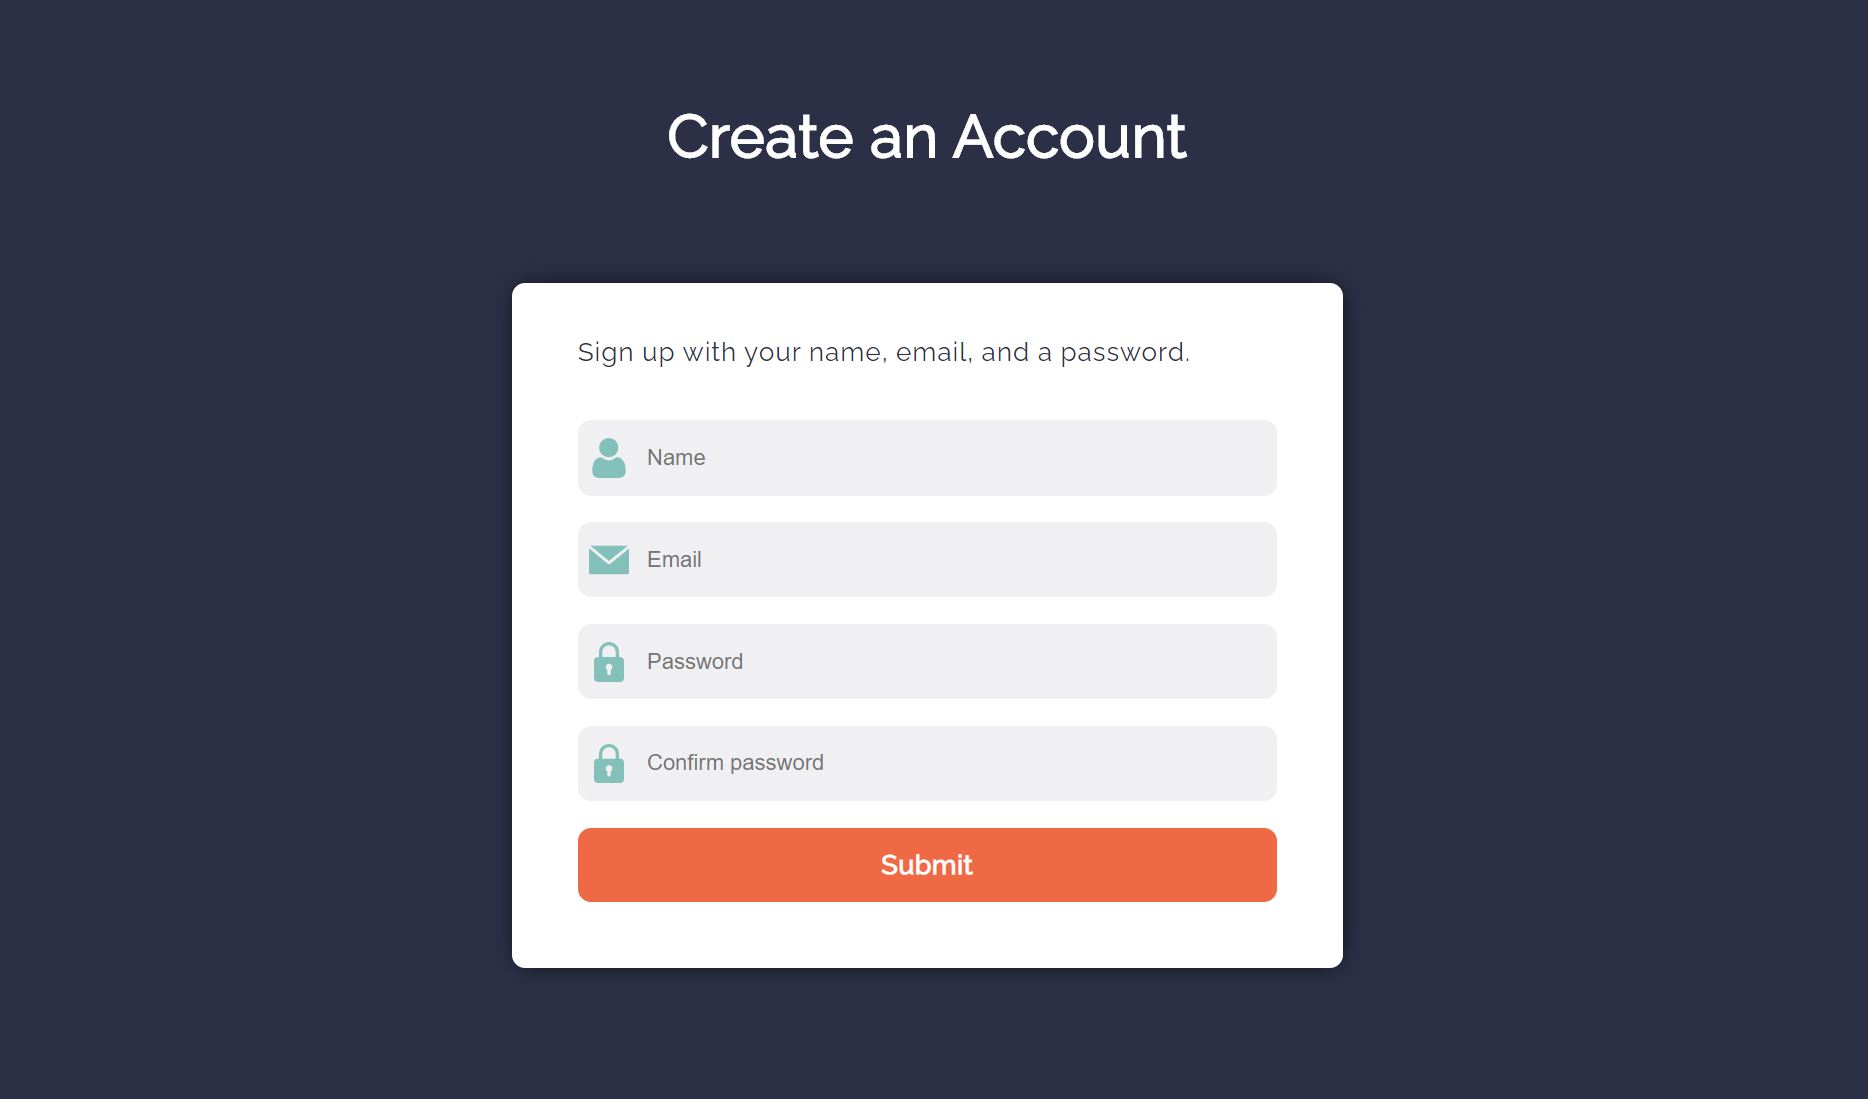 Create an Account
Sign up with your name, email, and a password.
Name
Email
Password
Confirm password
Submit